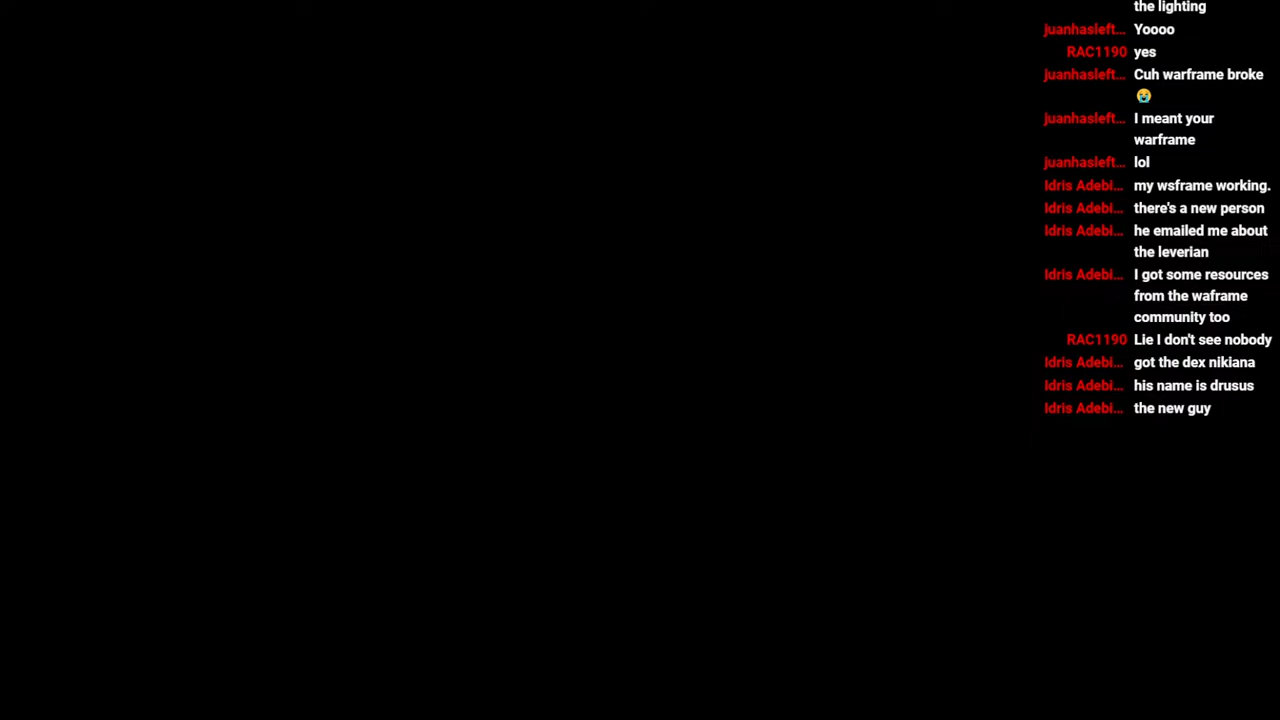 the lighting
juanhasleft... Yoooo
RAC1190 yes
juanhasleft... Cuh warframe broke
😭
juanhasleft... I meant your
warframe
juanhasleft... lol
Idris Adebi... my wsframe working.
Idris Adebi... there's a new person
Idris Adebi... he emailed me about
the leverian
Idris Adebi... I got some resources
from the waframe
community too
RAC1190 Lie I don't see nobody
Idris Adebi... got the dex nikiana
Idris Adebi... his name is drusus
Idris Adebi... the new guy